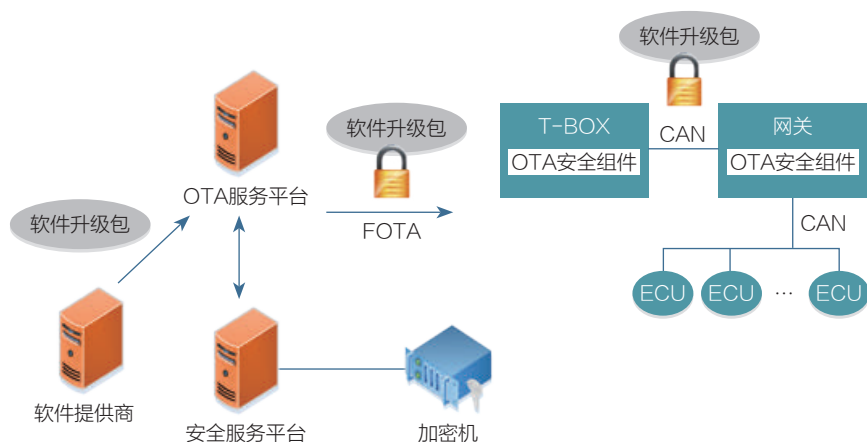 软件升级包
软件升级包
T-BOX
CAN
网关
OTA安全组件
OTA安全组件
OTA服务平台
软件升级包
FOTA
CAN
ECU
ECU
…
ECU
软件提供商
安全服务平台
加密机